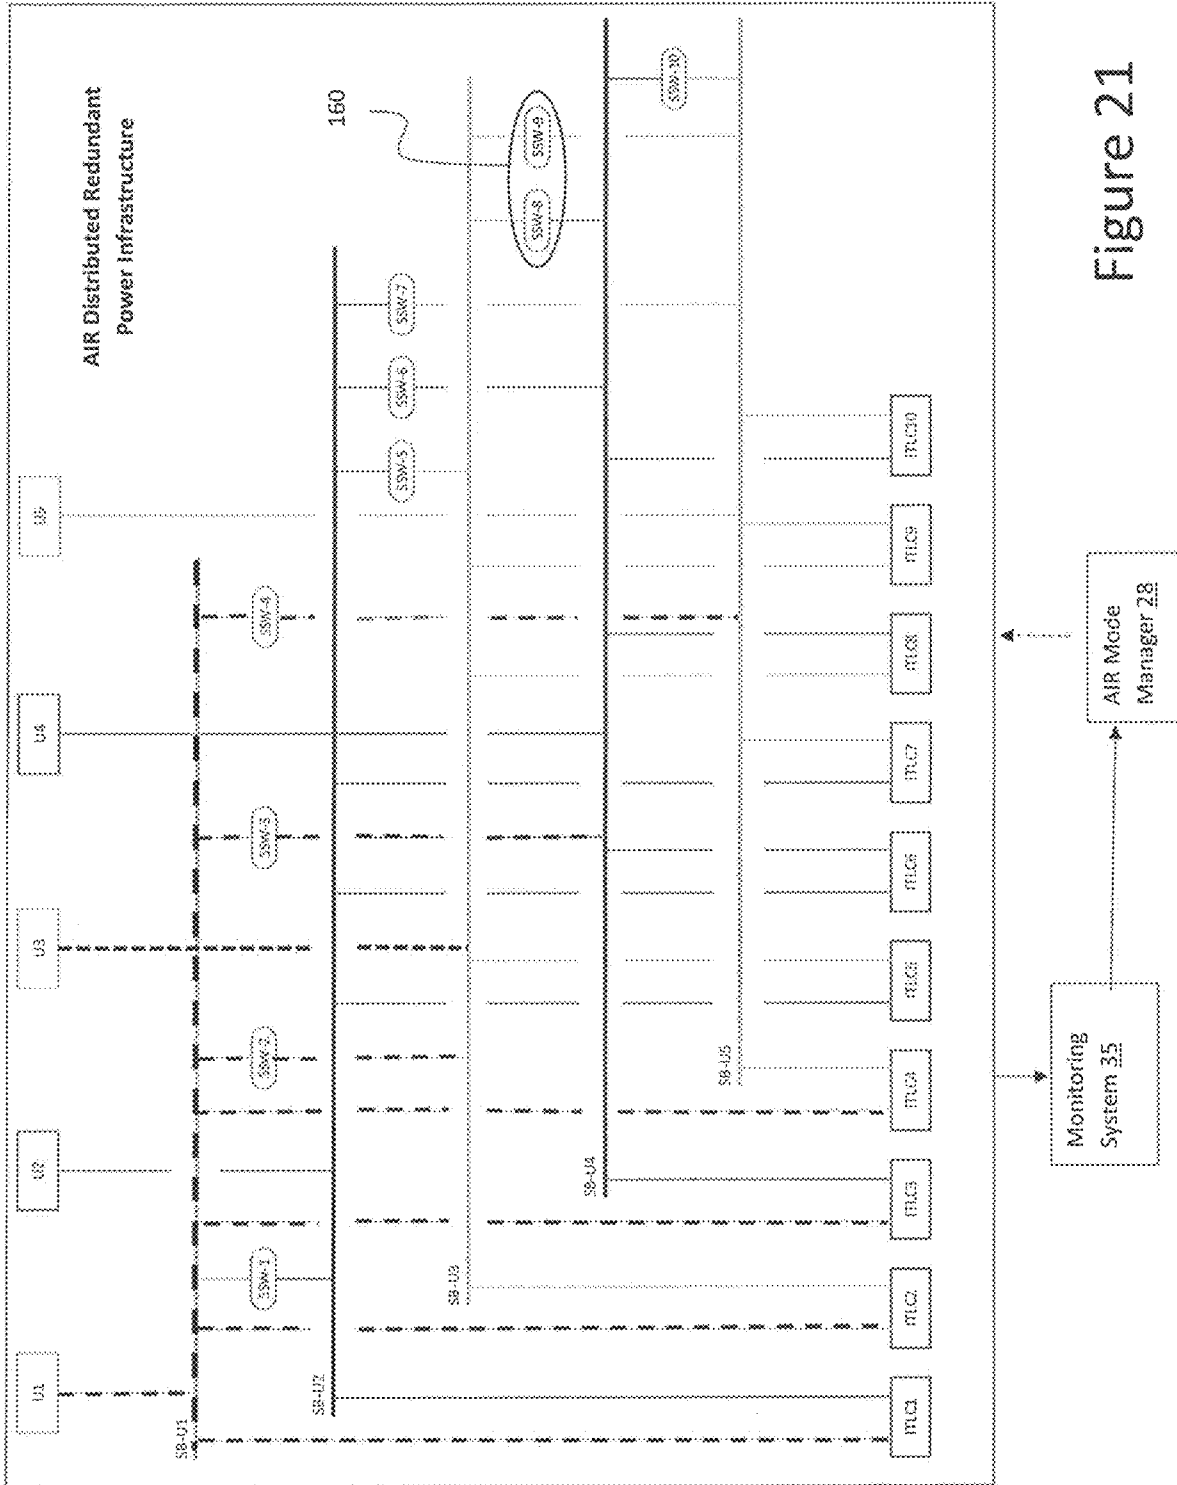 AIR Distributed Redundant
Power Infrastructure
U1
U2
U3
U4
U5
SB-U1
SSW-1
SSW-2
SSW-3
SSW-4
SB-U2
160
SSW-5
SSW-6
SSW-7
SB-U3
SSW-8
SSW-9
SB-U4
SSW-10
SB-U5
ITLC1
ITLC2
ITLC3
ITLC4
ITLC5
ITLC6
ITLC7
ITLC8
ITLC9
ITLC10
Monitoring
System 35
AIR Mode
Manager 28
Figure 21